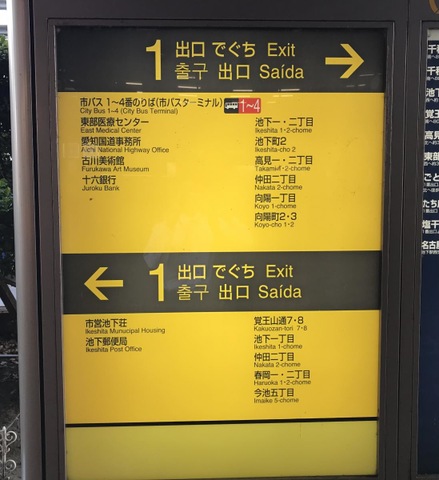 1 出口 でぐち Exit
출구 出口 Saída
市バス 1~4番のりば(市バスターミナル) 1~4
City Bus 1-4 (City Bus Terminal)
東部医療センター
East Medical Center
愛知国道事務所
Aichi National Highway Office
古川美術館
Furukawa Art Museum
十六銀行
Juroku Bank
池下一・二丁目
Ikeshita 1・2-chome
池下町2
Ikeshita-cho 2
高見一・二丁目
Takami 1・2-chome
仲田二丁目
Nakata 2-chome
向陽一丁目
Koyo 1-chome
向陽町2・3
Koyo-cho 1・2
1 出口 でぐち Exit
출구 出口 Saída
市営池下荘
Ikeshita Municupal Housing
池下郵便局
Ikeshita Post Office
覚王山通7・8
Kakuozan-tori 7・8
池下一丁目
Ikeshita 1-chome
仲田二丁目
Nakata 2-chome
春岡一・二丁目
Haruoka 1・2-chome
今池五丁目
Imaike 5-chome